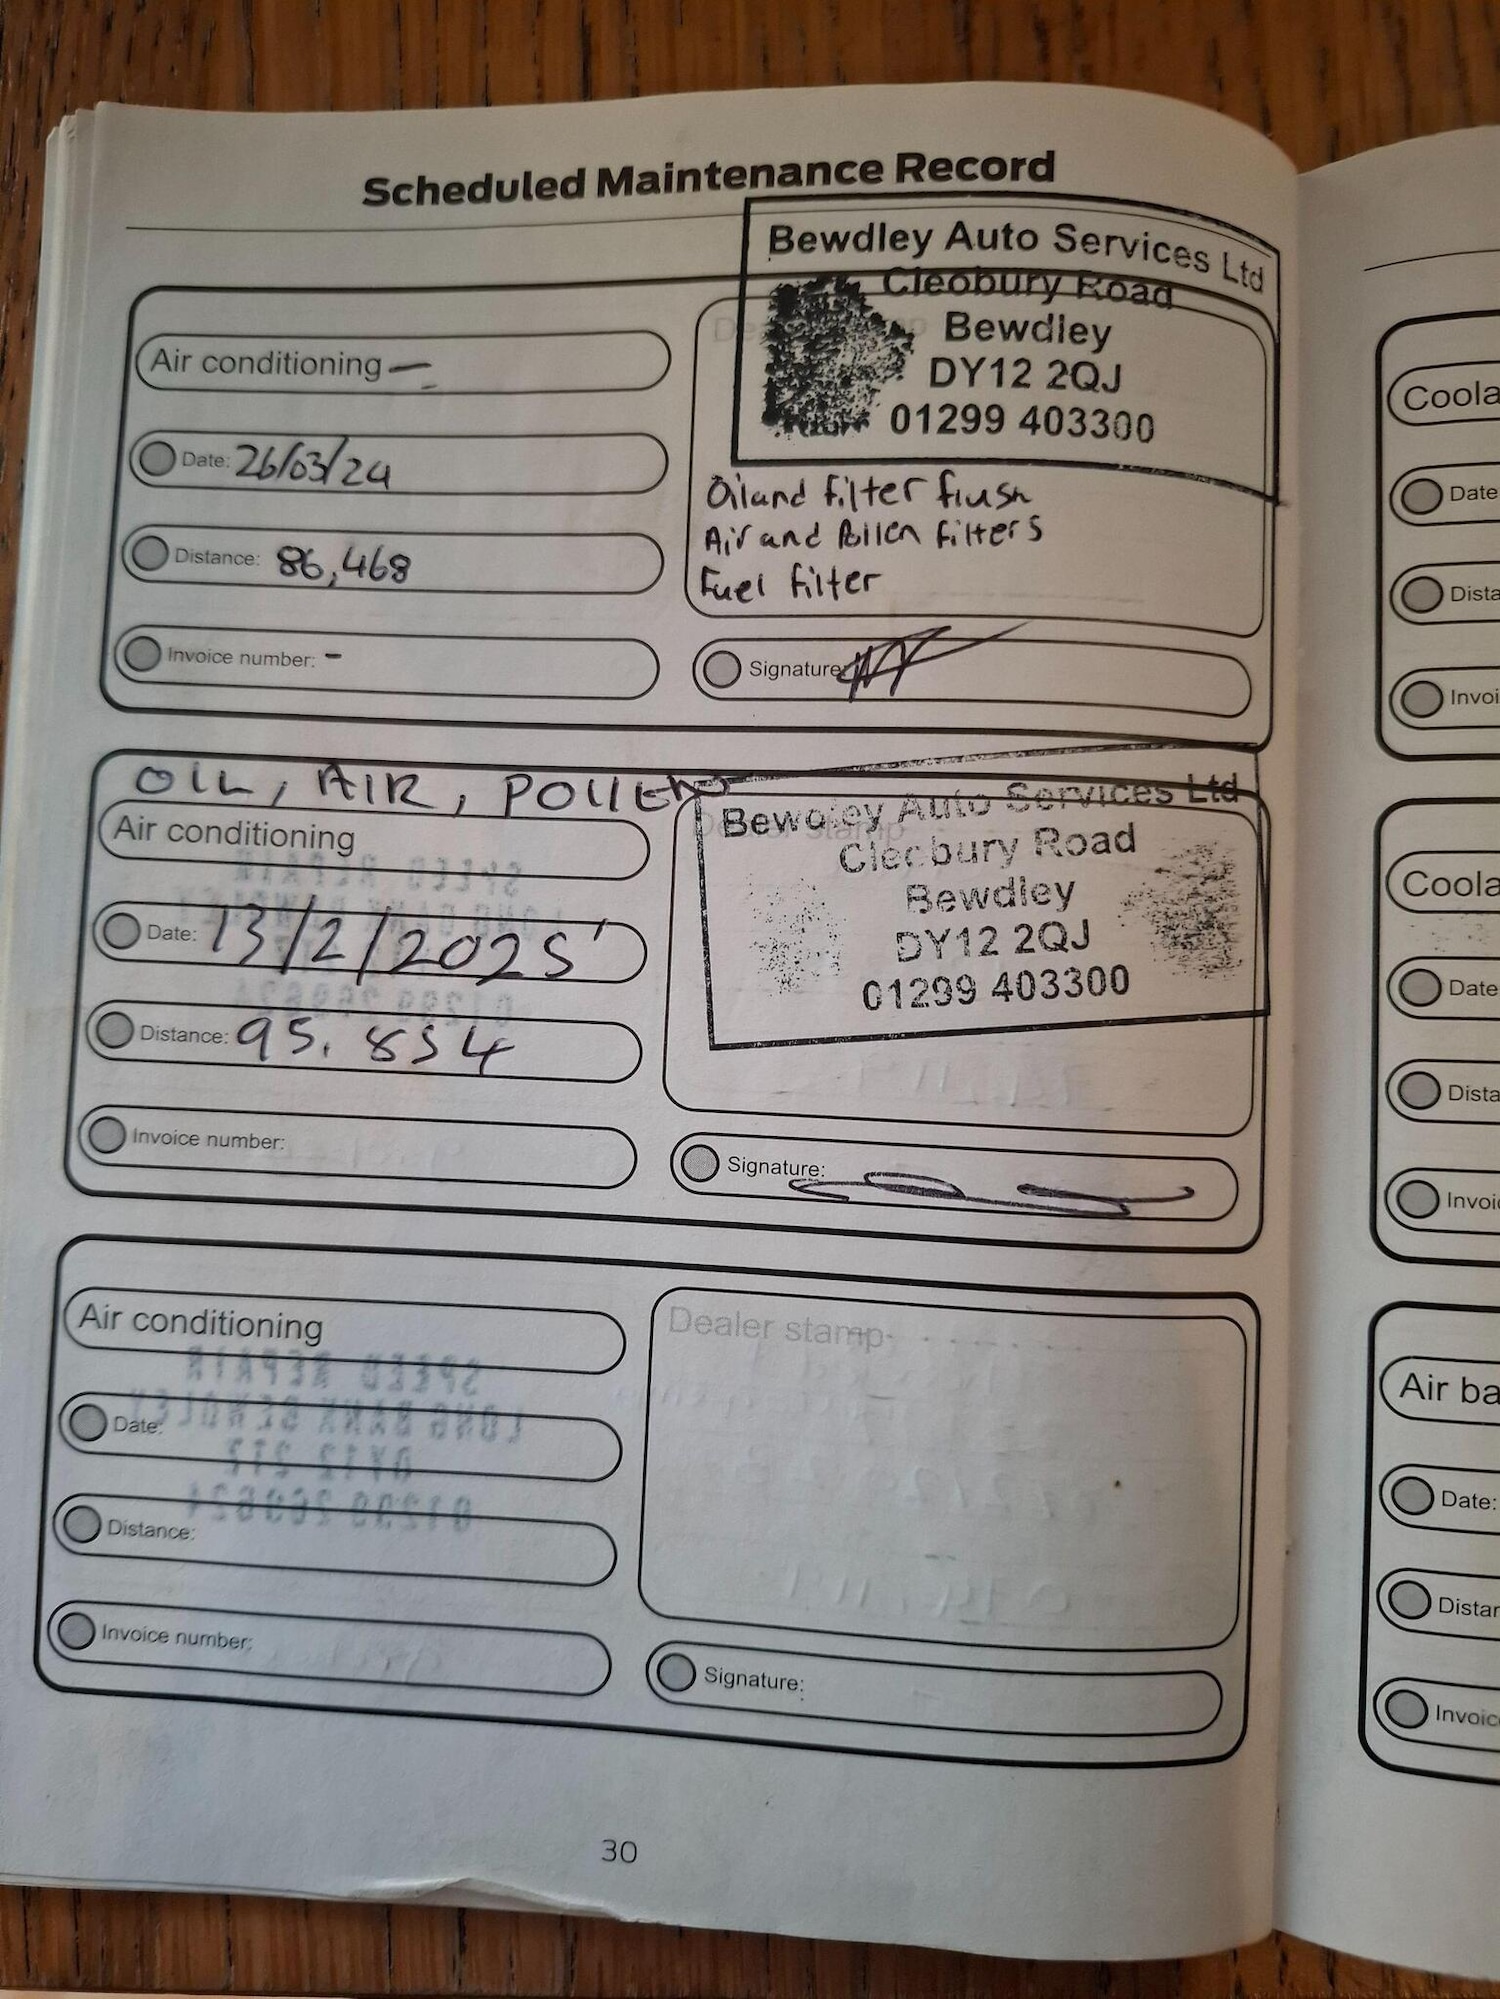 Scheduled Maintenance Record
Bewdley Auto Services Ltd
Cleobury Road
Bewdley
DY12 2QJ
01299 403300
Air conditioning -
Date: 26/03/24
Distance: 86,468
Invoice number: -
Oil and filter flush
Air and Pollen filters
Fuel filter
Signature:
OIL, AIR, POLLEN
Air conditioning
Date: 13/2/2025
Distance: 95.854
Invoice number:
Bewdley Auto Services Ltd
Cleobury Road
Bewdley
DY12 2QJ
01299 403300
Signature:
Air conditioning
Date:
Distance:
Invoice number:
Dealer stamp
Signature:
30
Coola
Date
Dista
Invoi
Coola
Date
Dista
Invoic
Air ba
Date:
Distar
Invoic